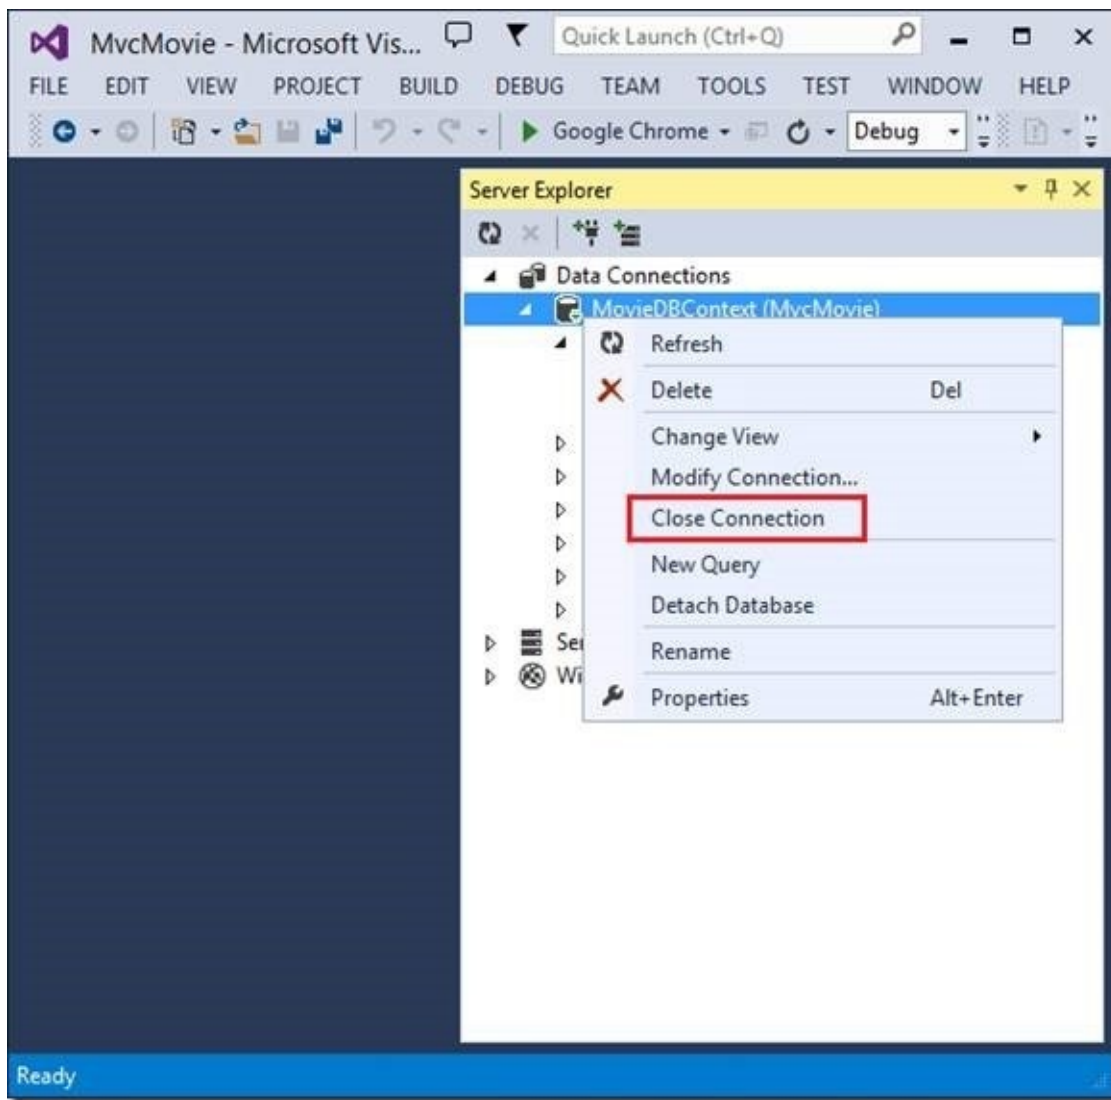 MvcMovie - Microsoft Vis...
Quick Launch (Ctrl+Q)
FILE EDIT VIEW PROJECT BUILD DEBUG TEAM TOOLS TEST WINDOW HELP
Google Chrome Debug
Server Explorer
Data Connections
MovieDBContext (MvcMovie)
Refresh
Delete Del
Change View
Modify Connection...
Close Connection
New Query
Detach Database
Ser
Rename
Wi
Properties Alt+Enter
Ready